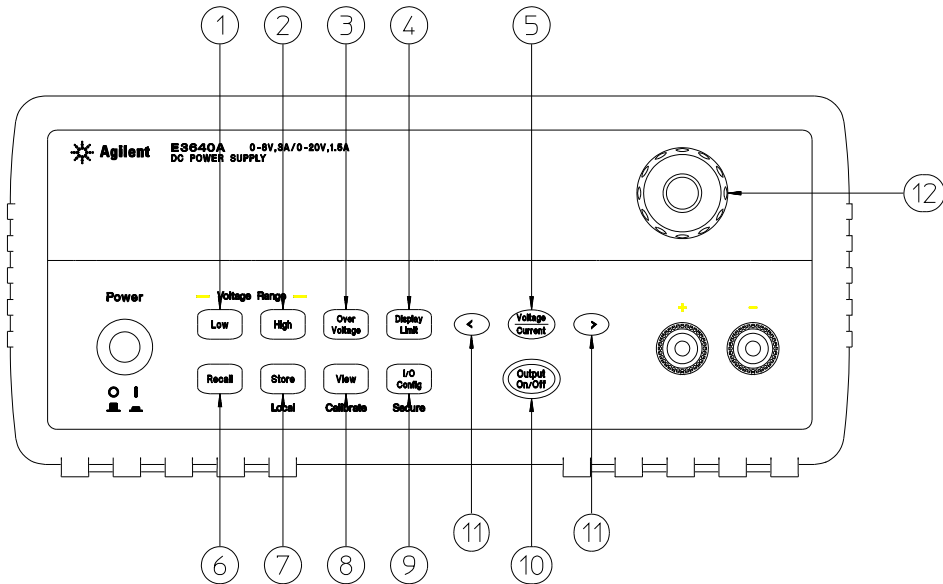 1 2 3 4 5
Agilent E3640A 0-8V,3A/0-20V,1.5A
DC POWER SUPPLY
12
Power
Voltage Range
+ -
Low High Over Voltage Display Limit < Voltage Current >
Recall Store View I/O Config Output On/Off
O I
Local Calibrate Secure
11 11
6 7 8 9 10